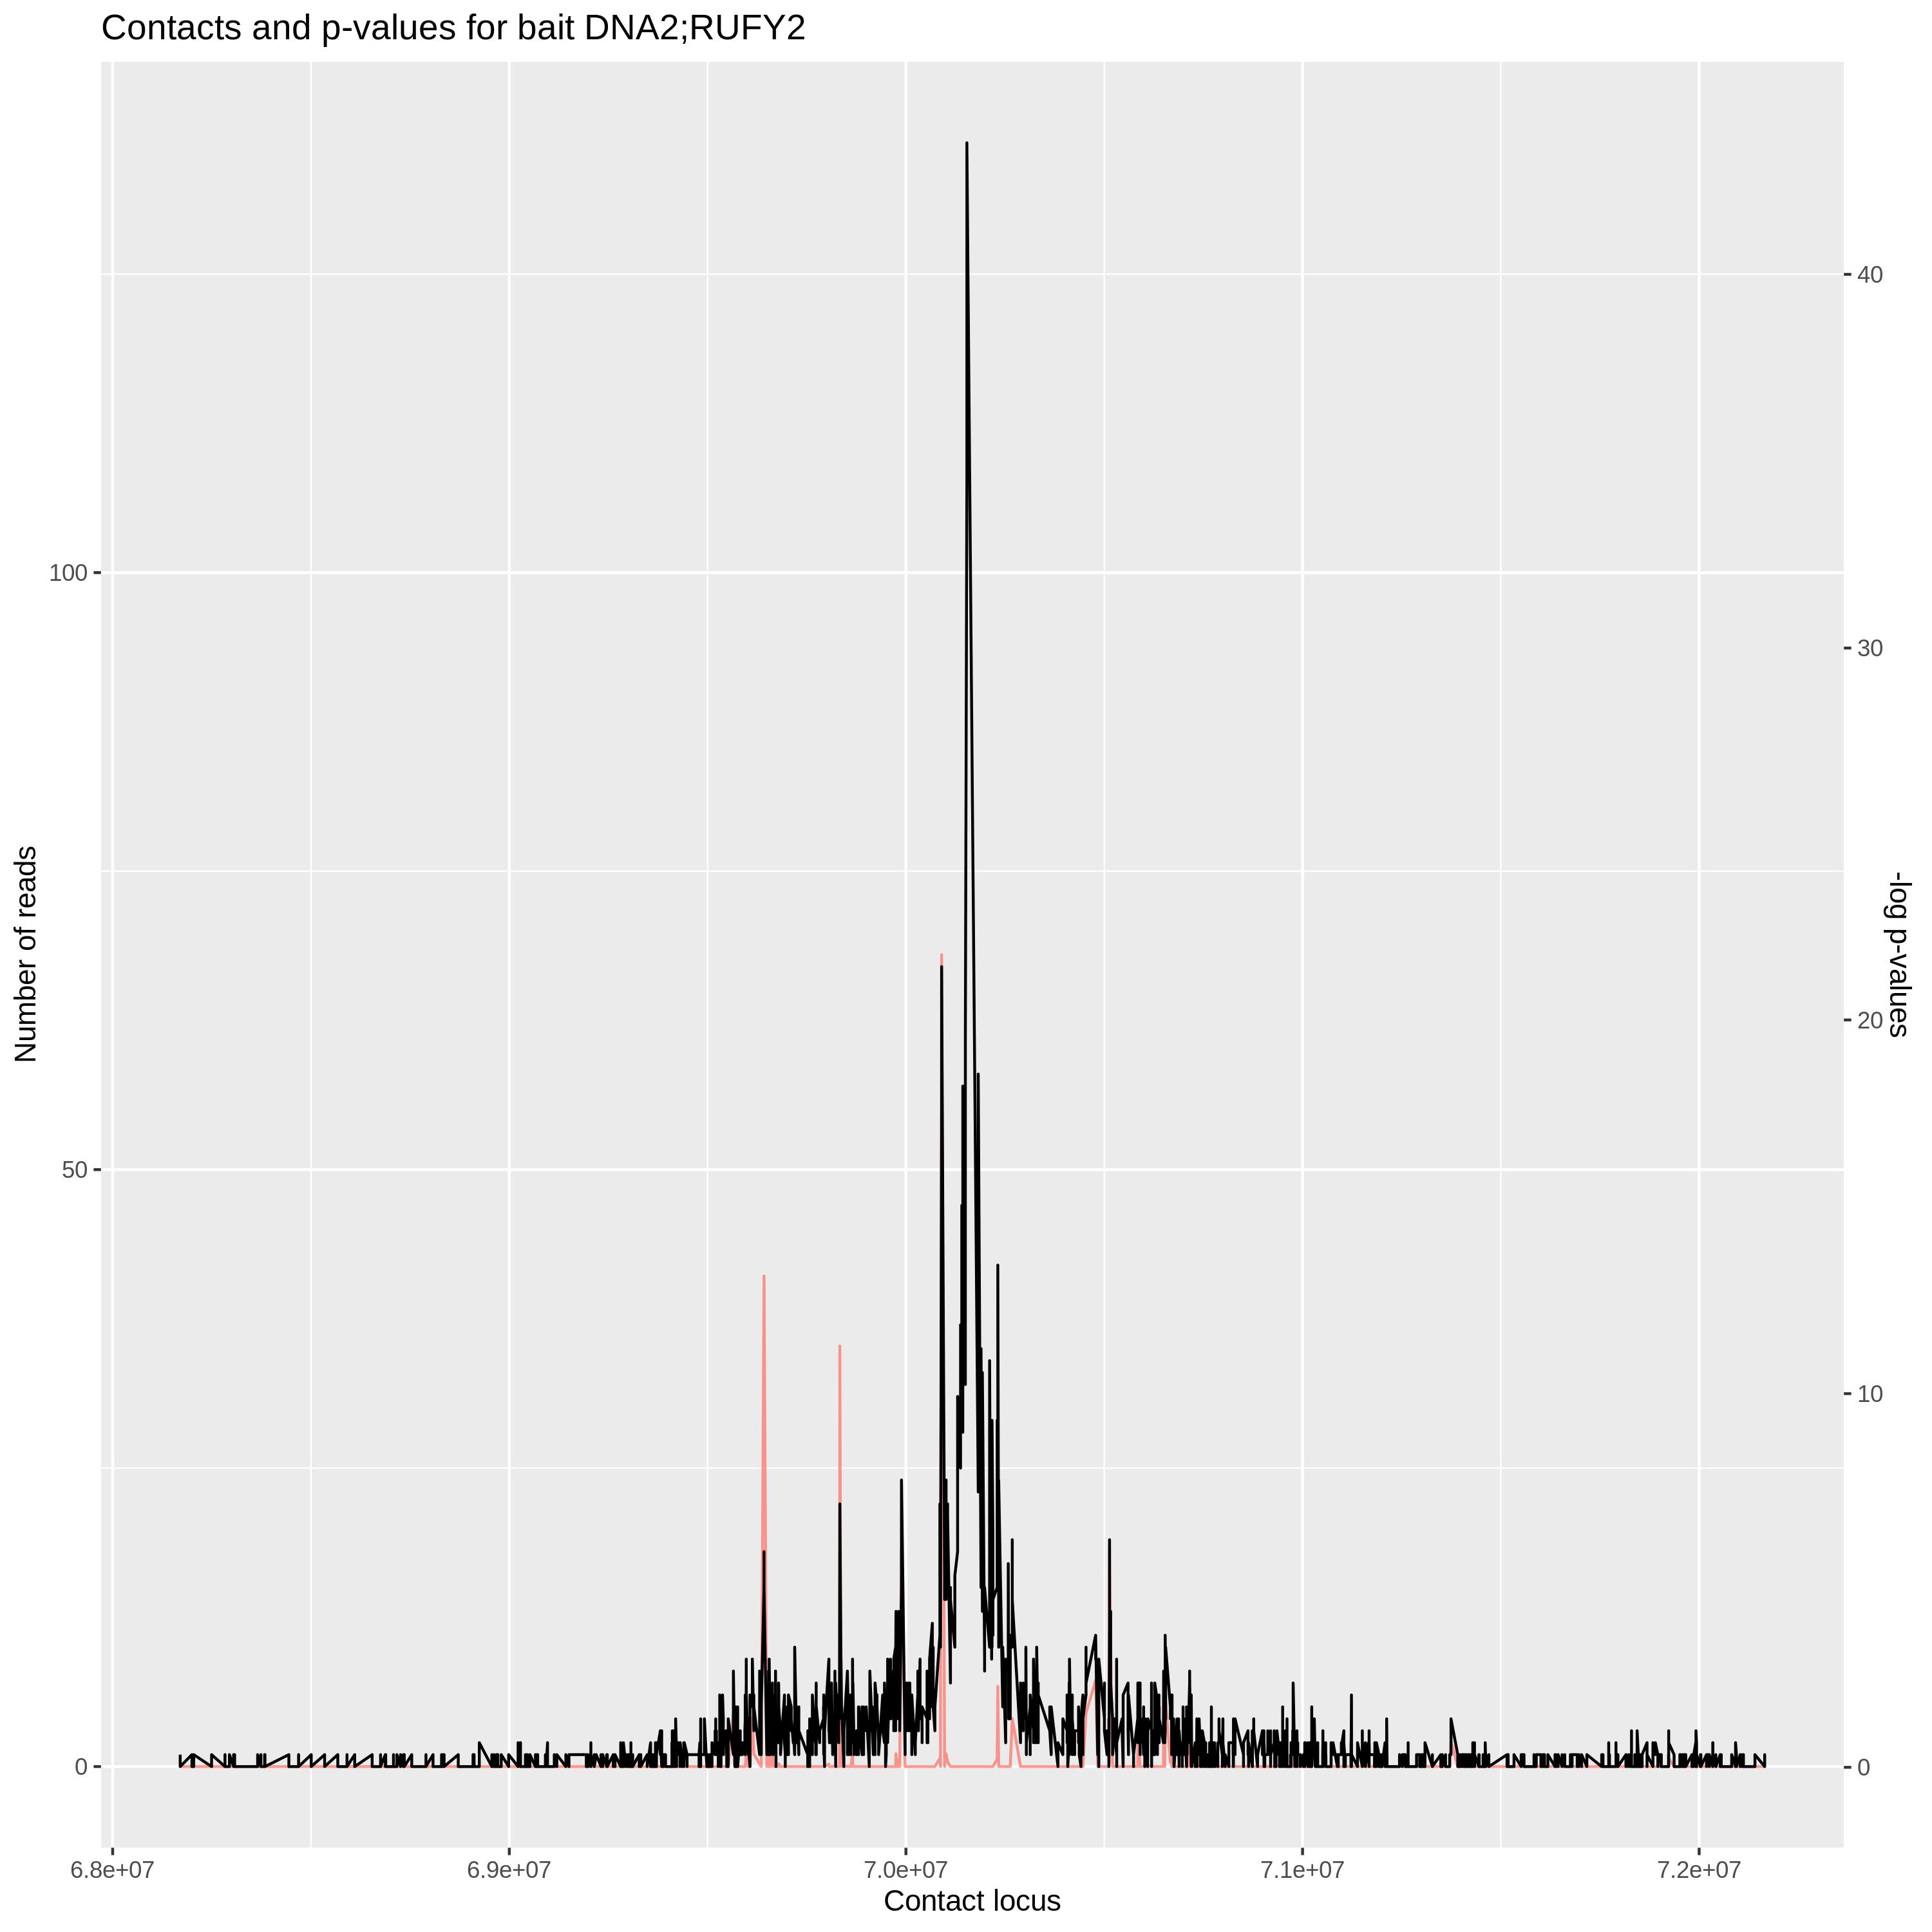 Contacts and p-values for bait DNA2;RUFY2
Number of reads
100
50
0
40
30
20
10
0
-log p-values
6.8e+07 6.9e+07 7.0e+07 7.1e+07 7.2e+07
Contact locus